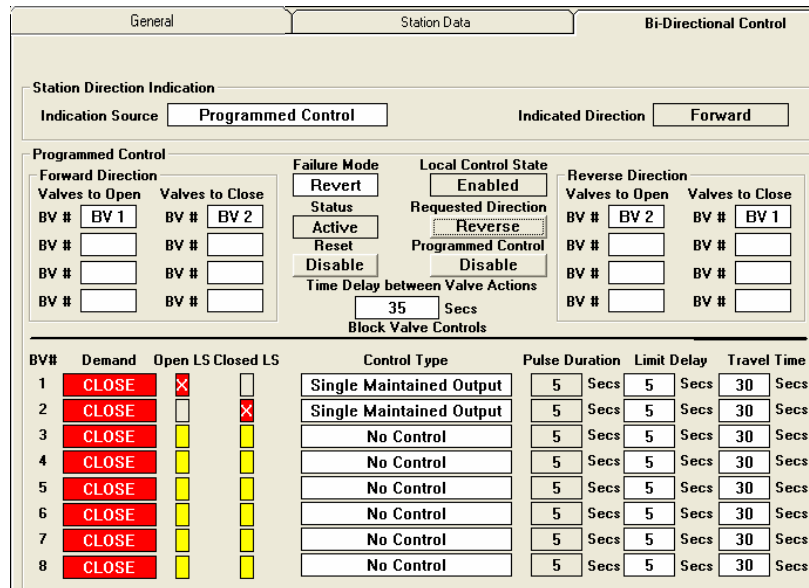 General Station Data Bi-Directional Control
Station Direction Indication
Indication Source Programmed Control Indicated Direction Forward
Programmed Control
Forward Direction
Valves to Open Valves to Close
BV # BV 1 BV # BV 2
BV # BV #
BV # BV #
BV # BV #
Failure Mode Local Control State
Revert Enabled
Status Requested Direction
Active Reverse
Reset Programmed Control
Disable Disable
Time Delay between Valve Actions
35 Secs
Block Valve Controls
Reverse Direction
Valves to Open Valves to Close
BV # BV 2 BV # BV 1
BV # BV #
BV # BV #
BV # BV #
BV# Demand Open LS Closed LS Control Type Pulse Duration Limit Delay Travel Time
1 CLOSE X Single Maintained Output 5 Secs 5 Secs 30 Secs
2 CLOSE X Single Maintained Output 5 Secs 5 Secs 30 Secs
3 CLOSE No Control 5 Secs 5 Secs 30 Secs
4 CLOSE No Control 5 Secs 5 Secs 30 Secs
5 CLOSE No Control 5 Secs 5 Secs 30 Secs
6 CLOSE No Control 5 Secs 5 Secs 30 Secs
7 CLOSE No Control 5 Secs 5 Secs 30 Secs
8 CLOSE No Control 5 Secs 5 Secs 30 Secs